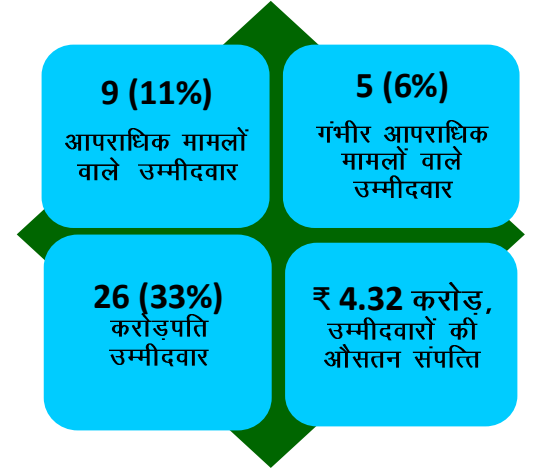 9 (11%)
आपराधिक मामलों
वाले उम्मीदवार
5 (6%)
गंभीर आपराधिक
मामलों वाले
उम्मीदवार
26 (33%)
करोड़पति
उम्मीदवार
₹ 4.32 करोड़,
उम्मीदवारों की
औसतन संपत्ति